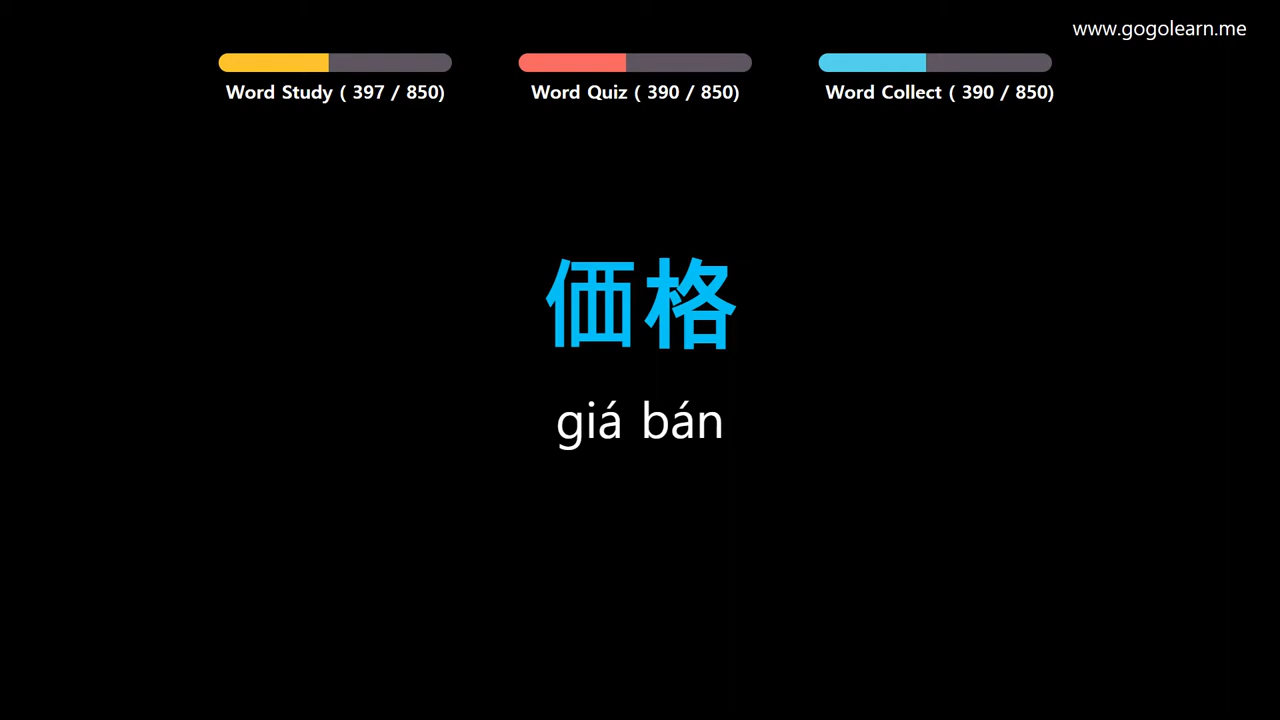 www.gogolearn.me
Word Study ( 397 / 850)
Word Quiz ( 390 / 850)
Word Collect ( 390 / 850)
価格
giá bán